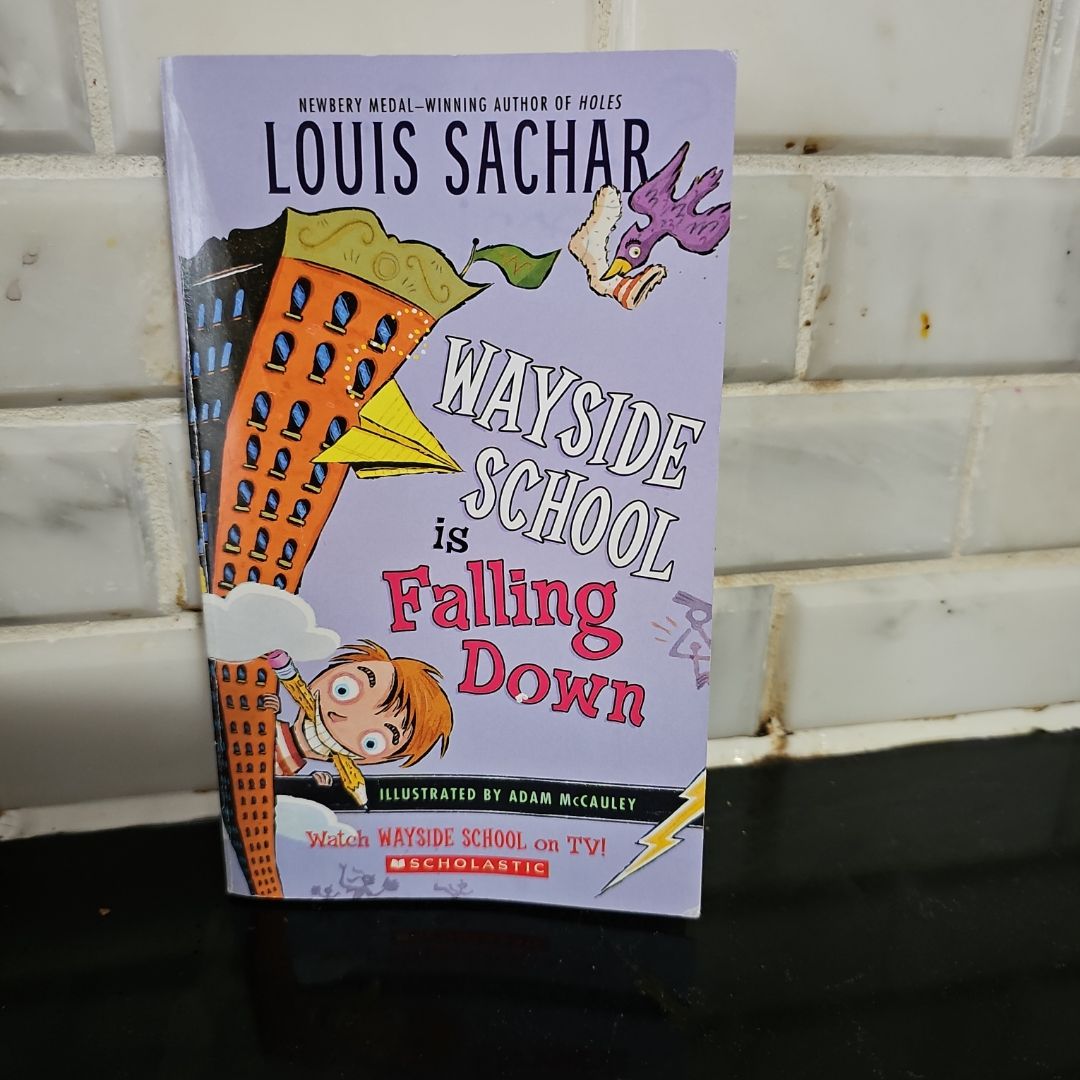 NEWBERY MEDAL–WINNING AUTHOR OF HOLES
LOUIS SACHAR
WAYSIDE
SCHOOL
is
Falling
Down
ILLUSTRATED BY ADAM McCAULEY
Watch WAYSIDE SCHOOL on TV!
SCHOLASTIC